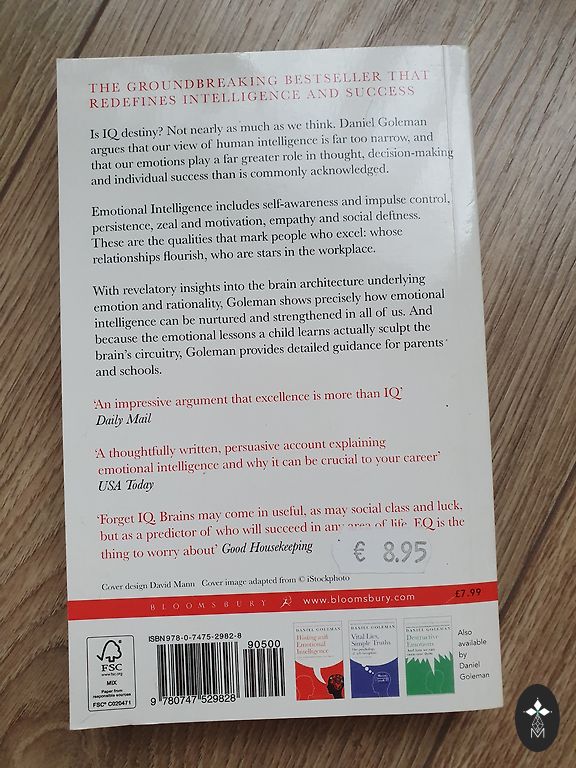 THE GROUNDBREAKING BESTSELLER THAT
REDEFINES INTELLIGENCE AND SUCCESS
Is IQ destiny? Not nearly as much as we think. Daniel Goleman
argues that our view of human intelligence is far too narrow, and
that our emotions play a far greater role in thought, decision-making
and individual success than is commonly acknowledged.
Emotional Intelligence includes self-awareness and impulse control,
persistence, zeal and motivation, empathy and social deftness.
These are the qualities that mark people who excel: whose
relationships flourish, who are stars in the workplace.
With revelatory insights into the brain architecture underlying
emotion and rationality, Goleman shows precisely how emotional
intelligence can be nurtured and strengthened in all of us. And
because the emotional lessons a child learns actually sculpt the
brain's circuitry, Goleman provides detailed guidance for parents
and schools.
'An impressive argument that excellence is more than IQ'
Daily Mail
'A thoughtfully written, persuasive account explaining
emotional intelligence and why it can be crucial to your career'
USA Today
'Forget IQ. Brains may come in useful, as may social class and luck,
but as a predictor of who will succeed in any area of life, EQ is the
thing to worry about' Good Housekeeping
€ 8.95
Cover design David Mann Cover image adapted from © iStockphoto
BLOOMSBURY www.bloomsbury.com £7.99
FSC
www.fsc.org
MIX
Paper from
responsible sources
FSC® C020471
ISBN 978-0-7475-2982-8
90500
9 780747 529828
DANIEL GOLEMAN
Working with
Emotional
Intelligence
DANIEL GOLEMAN
Vital Lies,
Simple Truths
DANIEL GOLEMAN
Destructive
Emotions
Also
available
by
Daniel
Goleman
M